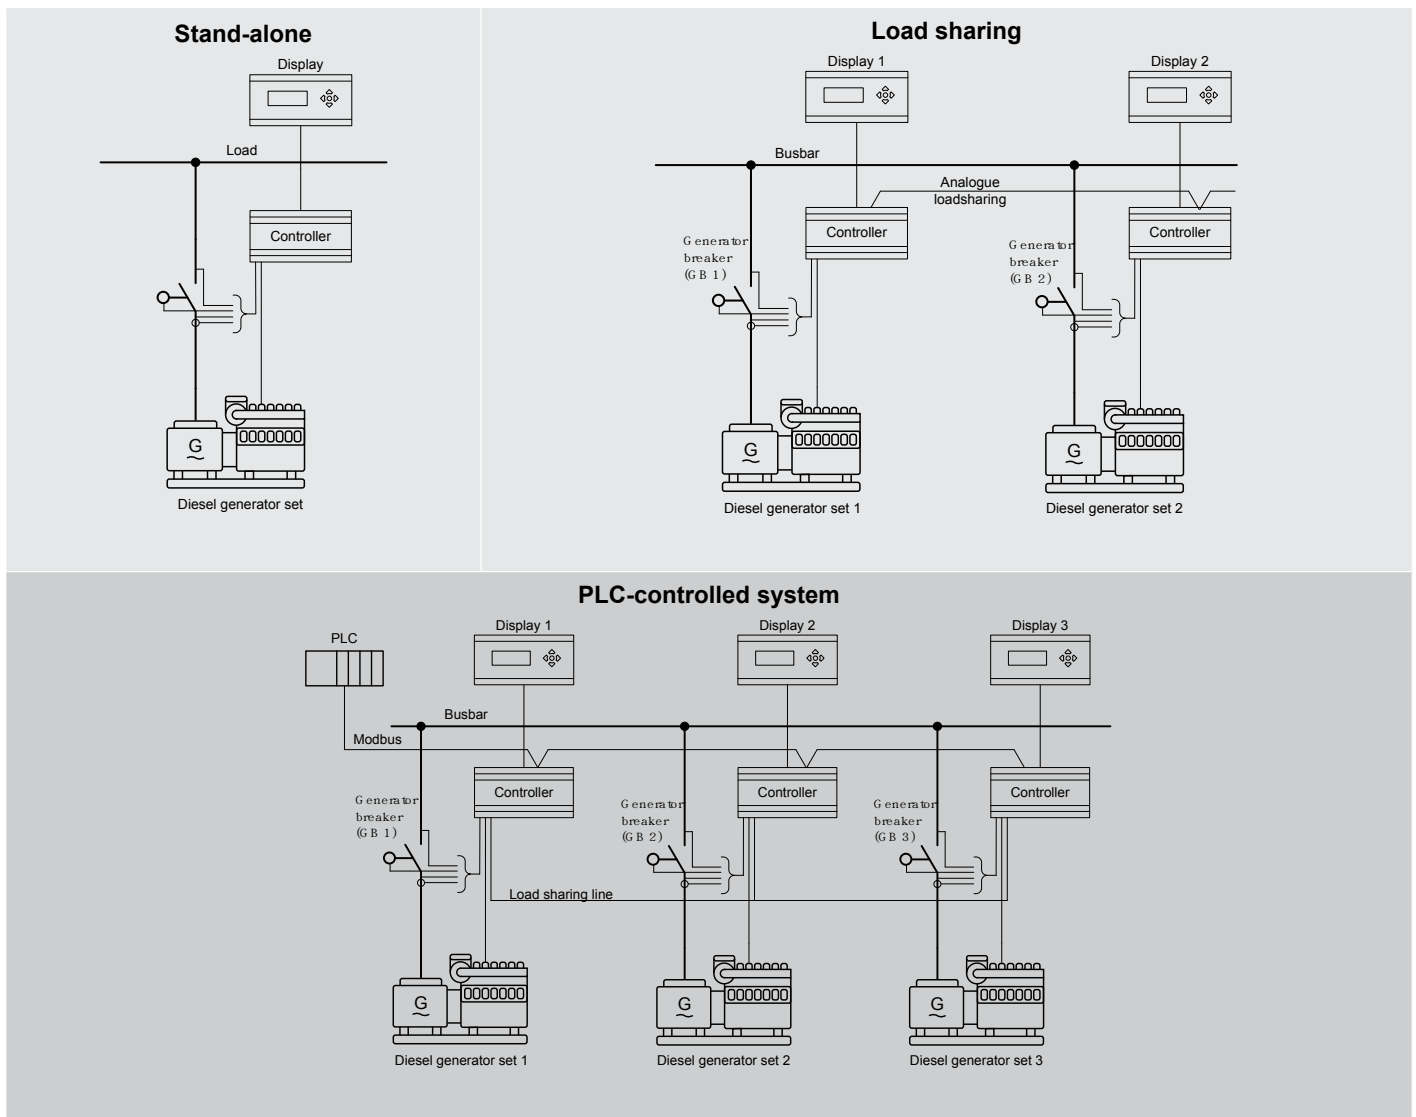 Stand-alone
Display
Load
Controller
G
Diesel generator set
Load sharing
Display 1
Display 2
Busbar
Analogue
loadsharing
Controller
Controller
Generator
breaker
(GB 1)
Generator
breaker
(GB 2)
G
G
Diesel generator set 1
Diesel generator set 2
PLC-controlled system
PLC
Display 1
Display 2
Display 3
Busbar
Modbus
Controller
Controller
Controller
Generator
breaker
(GB 1)
Generator
breaker
(GB 2)
Generator
breaker
(GB 3)
Load sharing line
G
G
G
Diesel generator set 1
Diesel generator set 2
Diesel generator set 3